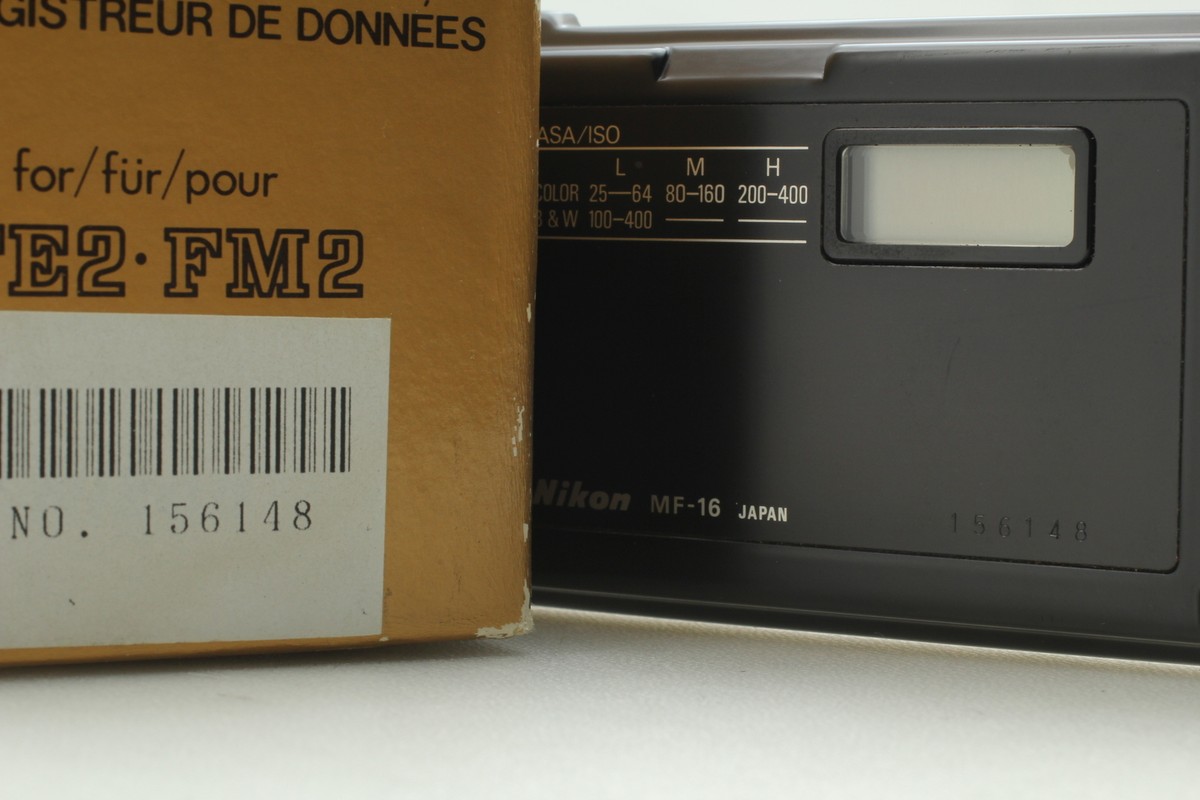 GISTREUR DE DONNÉES
for/für/pour
FE2·FM2
NO. 156148
ASA/ISO
L M H
COLOR 25—64 80–160 200–400
B & W 100–400
Nikon MF-16 JAPAN
156148